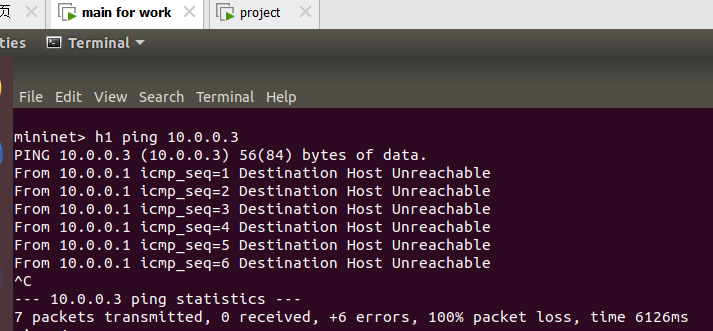 页
main for work
project
ties
Terminal
File Edit View Search Terminal Help
mininet> h1 ping 10.0.0.3
PING 10.0.0.3 (10.0.0.3) 56(84) bytes of data.
From 10.0.0.1 icmp_seq=1 Destination Host Unreachable
From 10.0.0.1 icmp_seq=2 Destination Host Unreachable
From 10.0.0.1 icmp_seq=3 Destination Host Unreachable
From 10.0.0.1 icmp_seq=4 Destination Host Unreachable
From 10.0.0.1 icmp_seq=5 Destination Host Unreachable
From 10.0.0.1 icmp_seq=6 Destination Host Unreachable
^C
--- 10.0.0.3 ping statistics ---
7 packets transmitted, 0 received, +6 errors, 100% packet loss, time 6126ms